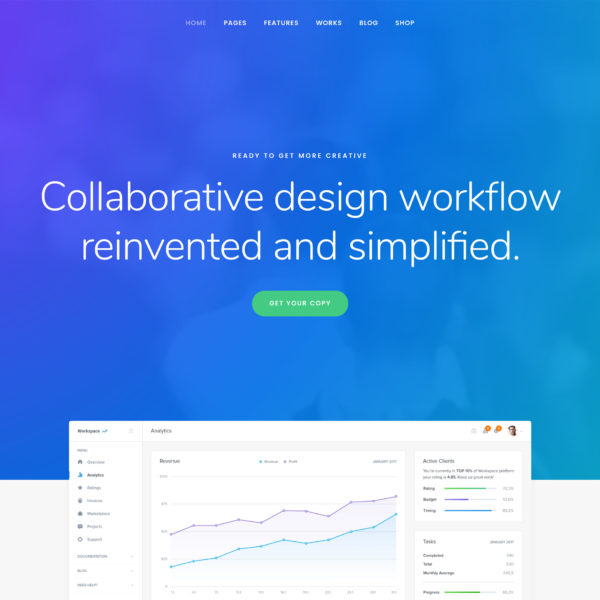 HOME PAGES FEATURES WORKS BLOG SHOP
READY TO GET MORE CREATIVE
Collaborative design workflow
reinvented and simplified.
GET YOUR COPY
Workspace
Analytics
MENU
Overview
Analytics
Ratings
Invoices
Marketplace
Projects
Support
DOCUMENTATION
BLOG
NEED HELP?
Revenue
Revenue
Profit
JANUARY 2017
Active Clients
You're currently in TOP 10% of Workspace platform
your rating is 4.8%. Keep up great work!
Rating
Budget
Timing
Tasks
JANUARY 2017
Completed
Total
Monthly Average
Progress